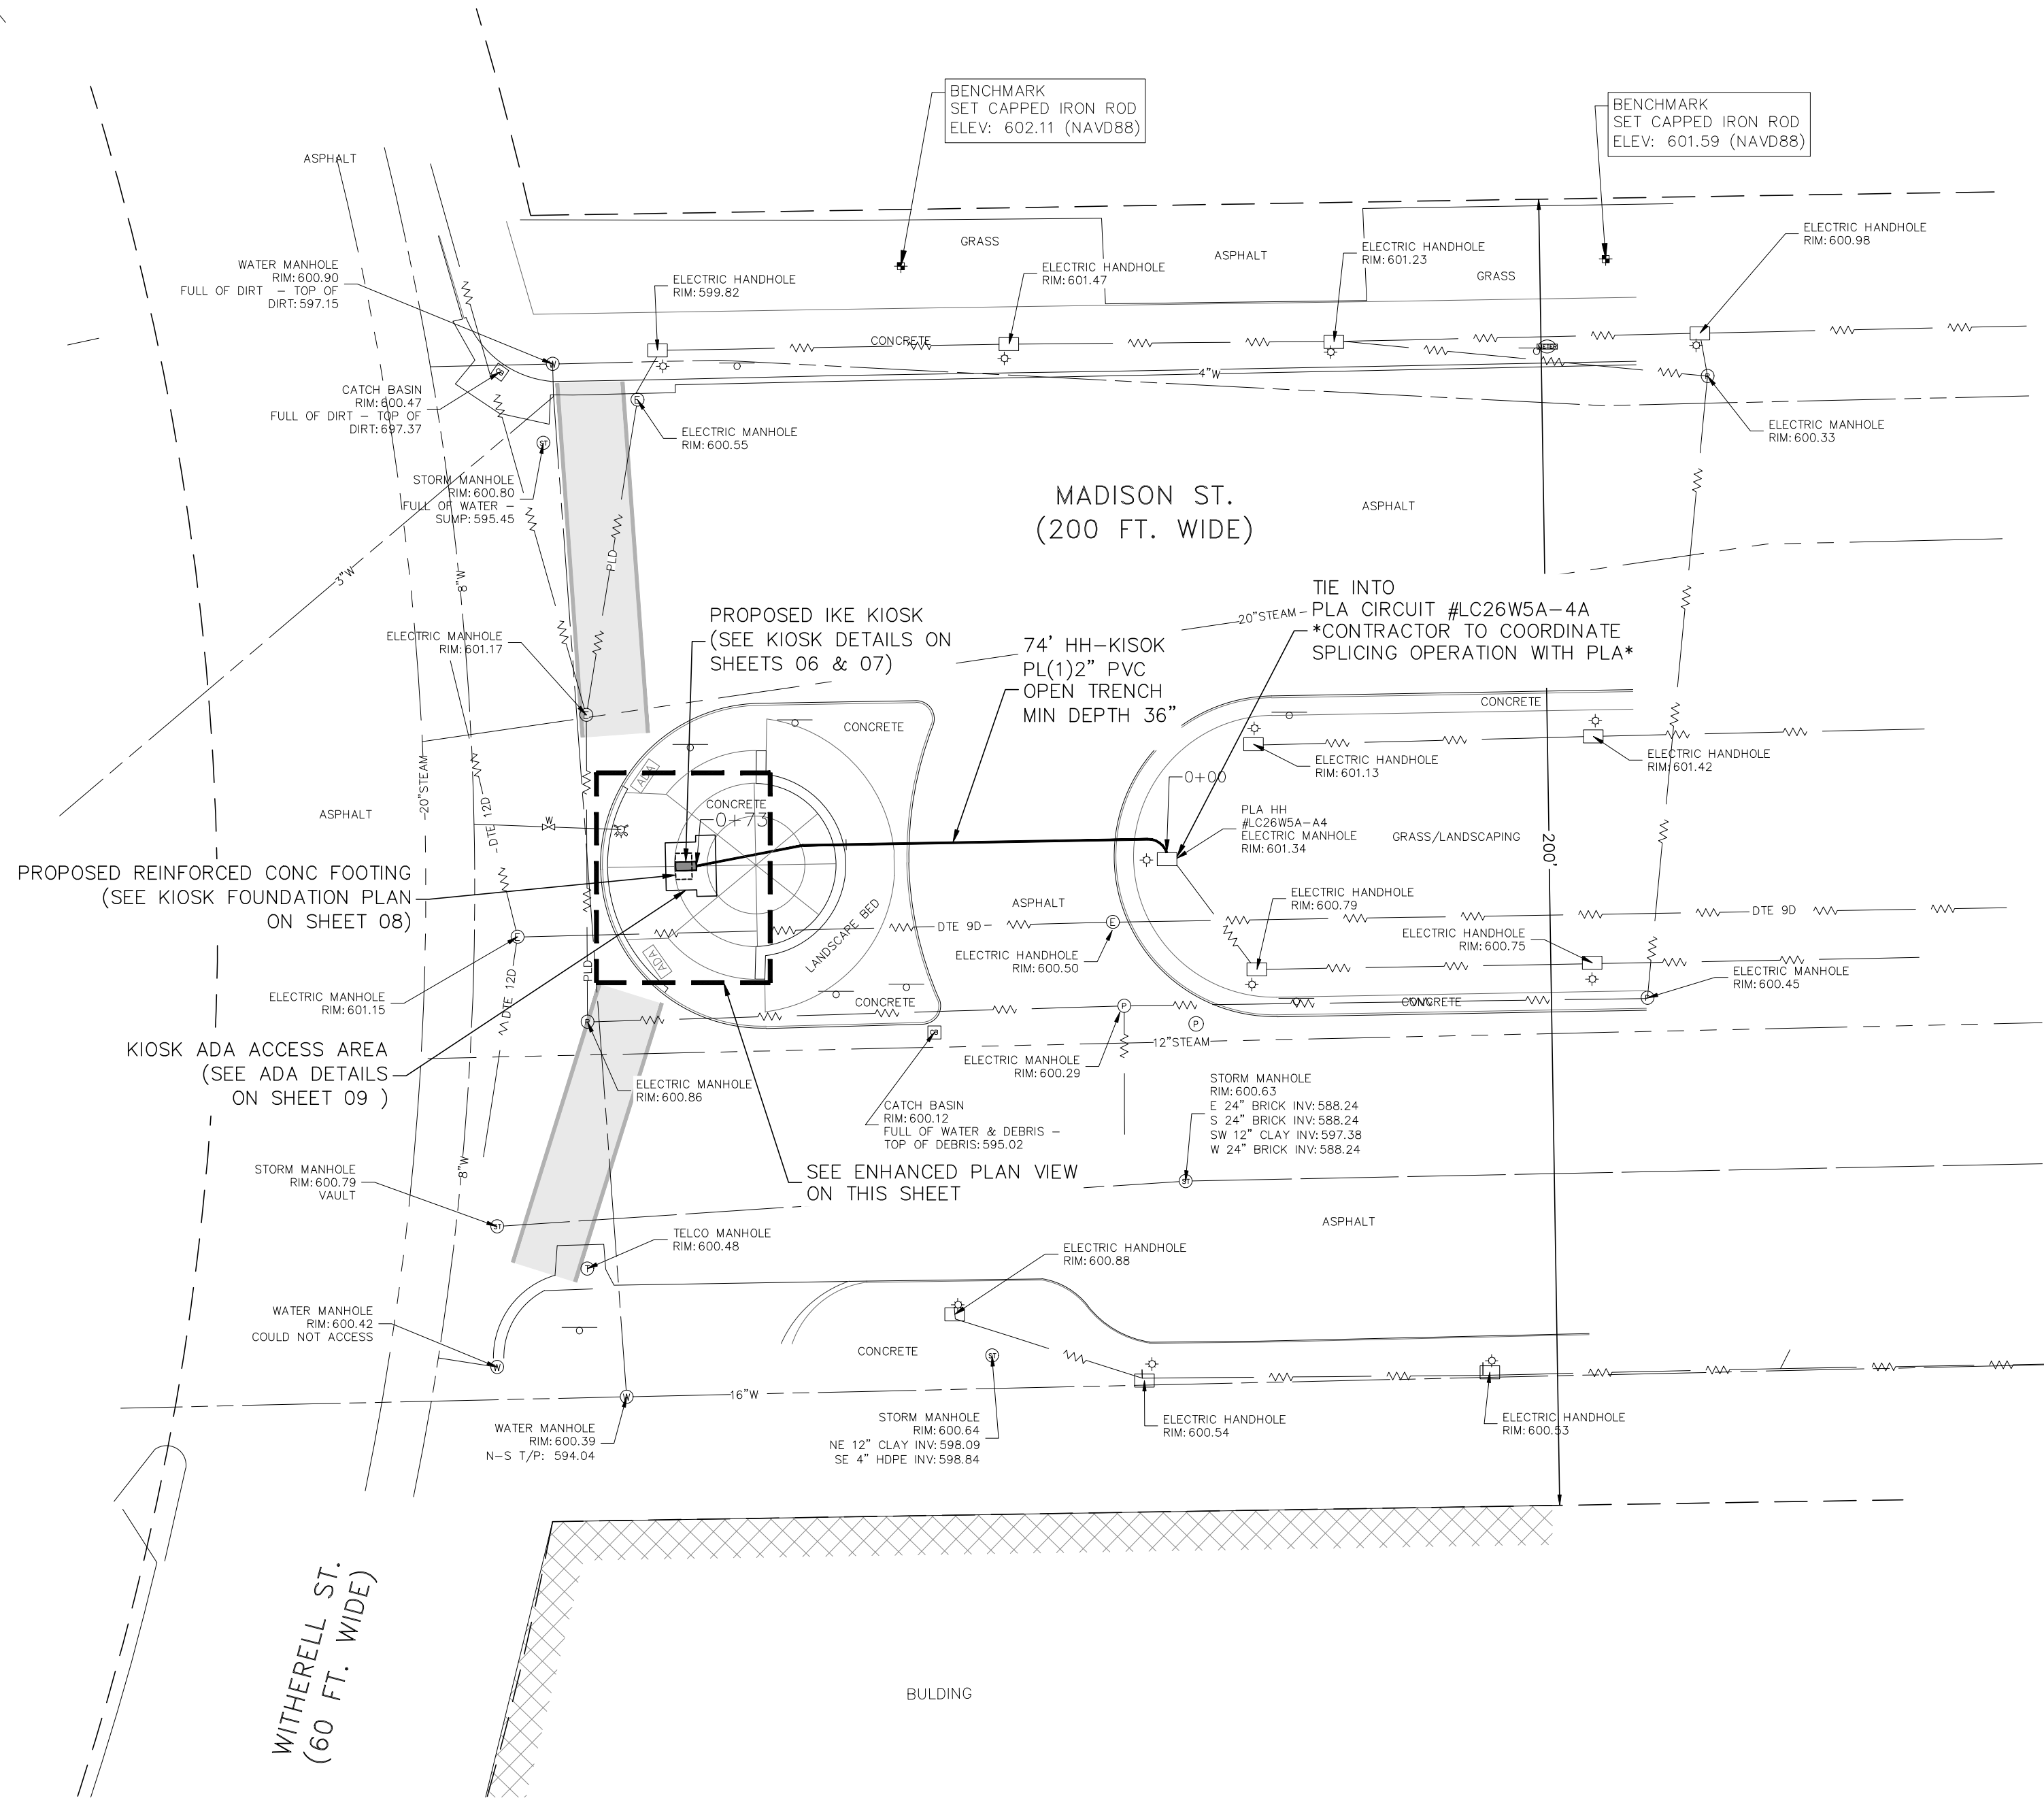 BENCHMARK
SET CAPPED IRON ROD
ELEV: 602.11 (NAVD88)
BENCHMARK
SET CAPPED IRON ROD
ELEV: 601.59 (NAVD88)
ASPHALT
GRASS
ASPHALT
ELECTRIC HANDHOLE
RIM:601.23
GRASS
ELECTRIC HANDHOLE
RIM:600.98
WATER MANHOLE
RIM:600.90
FULL OF DIRT - TOP OF
DIRT:597.15
ELECTRIC HANDHOLE
RIM:599.82
ELECTRIC HANDHOLE
RIM:601.47
CONCRETE
METER
W
4"W
CATCH BASIN
RIM:600.47
FULL OF DIRT - TOP OF
DIRT:697.37
E
ELECTRIC MANHOLE
RIM:600.55
ELECTRIC MANHOLE
RIM:600.33
ST
STORM MANHOLE
RIM:600.80
FULL OF WATER -
SUMP:595.45
MADISON ST.
(200 FT. WIDE)
ASPHALT
PLD
3"W
8"W
ELECTRIC MANHOLE
RIM:601.17
PROPOSED IKE KIOSK
(SEE KIOSK DETAILS ON
SHEETS 06 & 07)
20"STEAM
TIE INTO
PLA CIRCUIT #LC26W5A-4A
*CONTRACTOR TO COORDINATE
SPLICING OPERATION WITH PLA*
74' HH-KISOK
PL(1)2" PVC
OPEN TRENCH
MIN DEPTH 36"
CONCRETE
CONCRETE
ELECTRIC HANDHOLE
RIM:601.13
ELECTRIC HANDHOLE
RIM:601.42
20"STEAM
ADA
0+00
DTE 12D
ASPHALT
W
CONCRETE
0+73
PLA HH
#LC26W5A-A4
ELECTRIC MANHOLE
RIM:601.34
GRASS/LANDSCAPING
200'
PROPOSED REINFORCED CONC FOOTING
(SEE KIOSK FOUNDATION PLAN
ON SHEET 08)
ELECTRIC HANDHOLE
RIM:600.79
ASPHALT
DTE 9D
DTE 9D
E
E
LANDSCAPE BED
ELECTRIC HANDHOLE
RIM:600.75
ELECTRIC HANDHOLE
RIM:600.50
ADA
PLD
ELECTRIC MANHOLE
RIM:600.45
ELECTRIC MANHOLE
RIM:601.15
DTE 12D
CONCRETE
CONCRETE
P
P
KIOSK ADA ACCESS AREA
(SEE ADA DETAILS
ON SHEET 09 )
12"STEAM
ELECTRIC MANHOLE
RIM:600.29
ELECTRIC MANHOLE
RIM:600.86
STORM MANHOLE
RIM:600.63
E 24" BRICK INV:588.24
S 24" BRICK INV:588.24
SW 12" CLAY INV:597.38
W 24" BRICK INV:588.24
CATCH BASIN
RIM:600.12
FULL OF WATER & DEBRIS -
TOP OF DEBRIS:595.02
8"W
STORM MANHOLE
RIM:600.79
VAULT
SEE ENHANCED PLAN VIEW
ON THIS SHEET
ST
ST
ASPHALT
TELCO MANHOLE
RIM:600.48
T
ELECTRIC HANDHOLE
RIM:600.88
WATER MANHOLE
RIM:600.42
COULD NOT ACCESS
CONCRETE
ST
W
16"W
W
WATER MANHOLE
RIM:600.39
N-S T/P: 594.04
STORM MANHOLE
RIM:600.64
NE 12" CLAY INV:598.09
SE 4" HDPE INV:598.84
ELECTRIC HANDHOLE
RIM:600.54
ELECTRIC HANDHOLE
RIM:600.53
WITHERELL ST.
(60 FT. WIDE)
BULDING